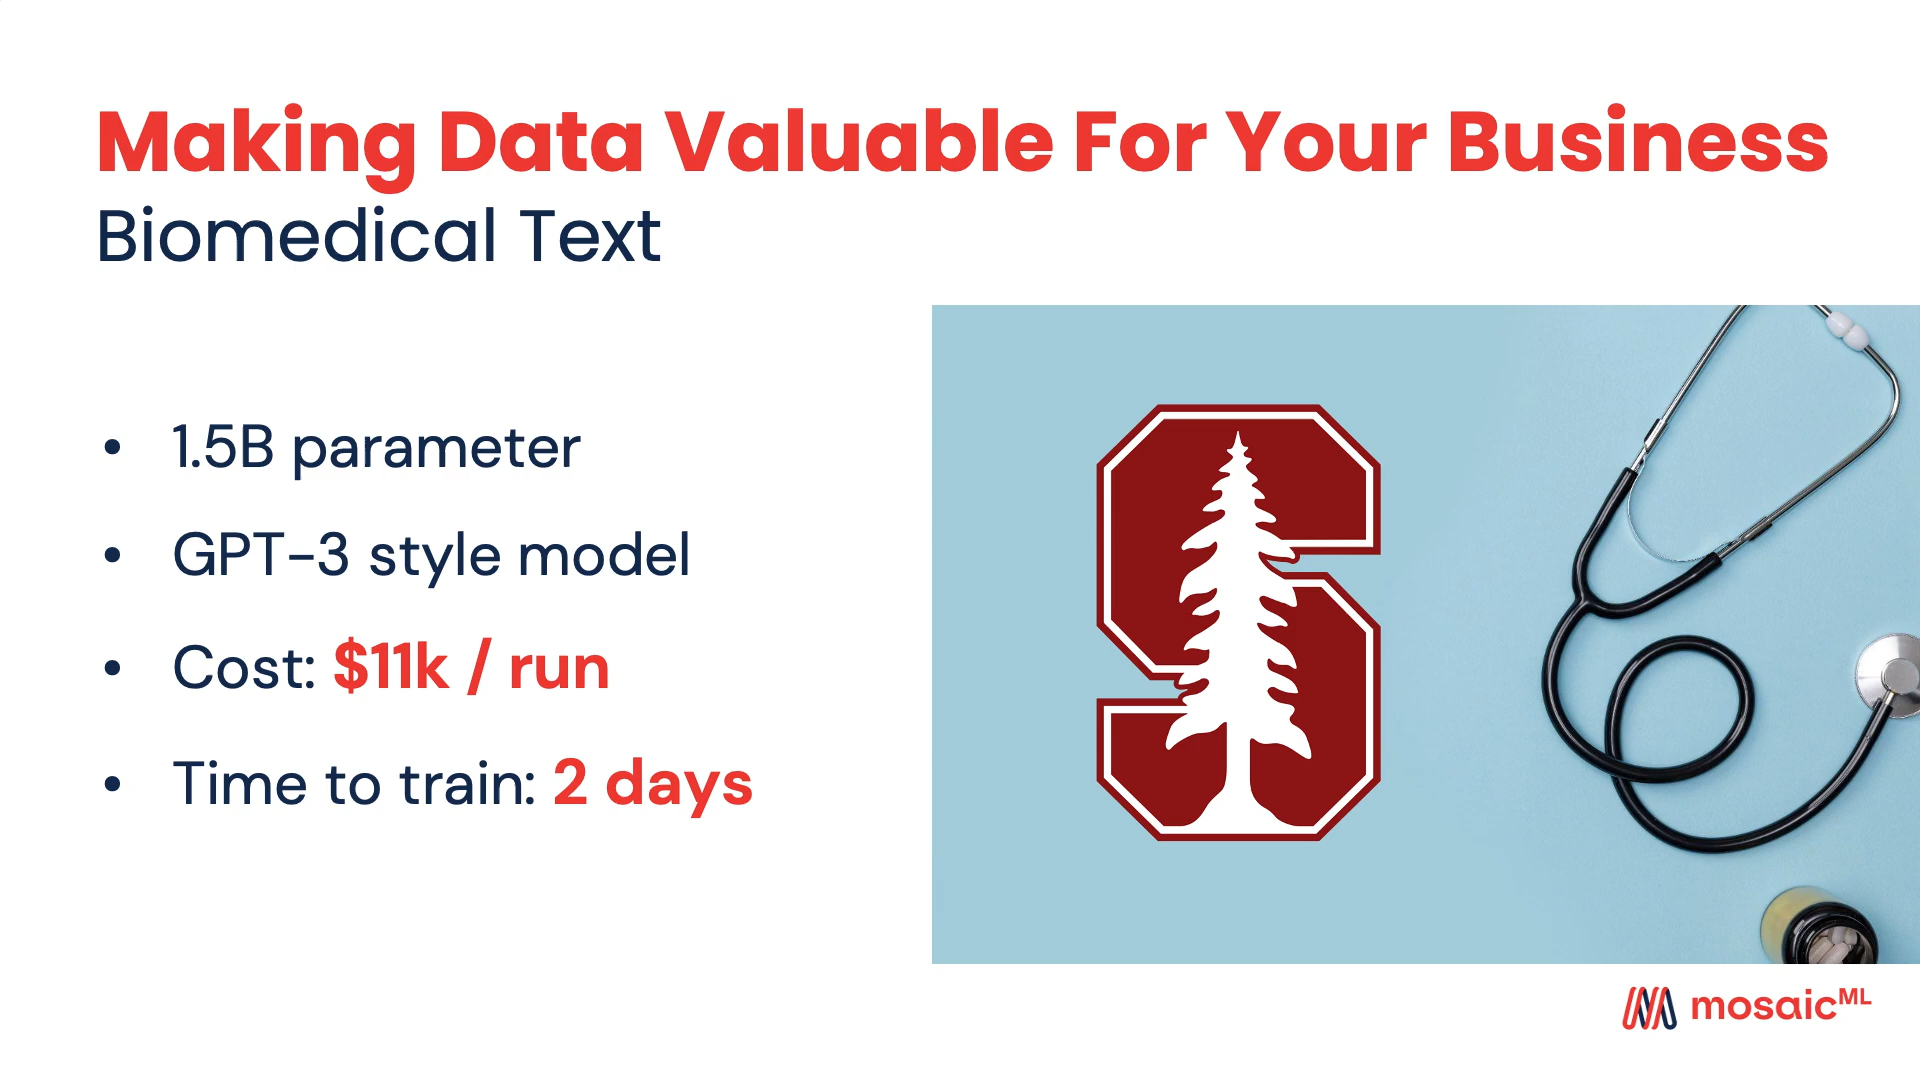 Making Data Valuable For Your Business
Biomedical Text
• 1.5B parameter
• GPT-3 style model
• Cost: $11k / run
• Time to train: 2 days
mosaicML